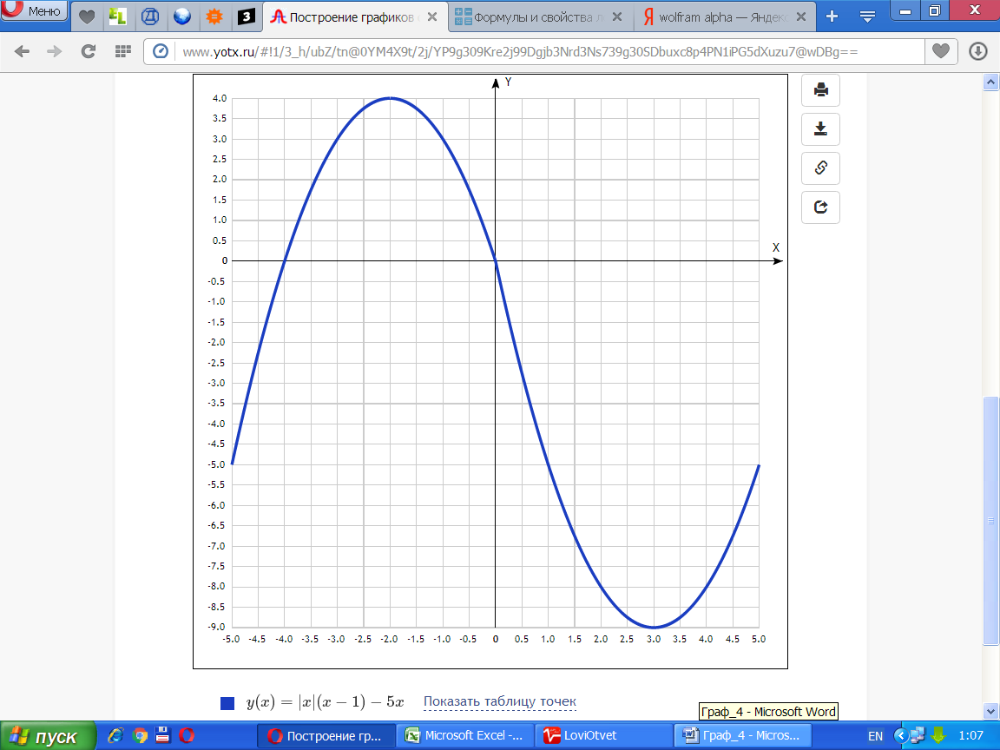 Меню
3
Построение графиков
Формулы и свойства л
Я wolfram alpha — Яндекс
www.yotx.ru/#!1/3_h/ubZ/tn@0YM4X9t/2j/YP9g309Kre2j99Dgjb3Nrd3Ns739g30SDbuxc8p4PN1iPG5dXuzu7@wDBg==
Y
4.0
3.5
3.0
2.5
2.0
1.5
1.0
0.5
X
0
-0.5
-1.0
-1.5
-2.0
-2.5
-3.0
-3.5
-4.0
-4.5
-5.0
-5.5
-6.0
-6.5
-7.0
-7.5
-8.0
-8.5
-9.0
-5.0 -4.5 -4.0 -3.5 -3.0 -2.5 -2.0 -1.5 -1.0 -0.5 0 0.5 1.0 1.5 2.0 2.5 3.0 3.5 4.0 4.5 5.0
y(x) = |x|(x − 1) − 5x Показать таблицу точек
Граф_4 - Microsoft Word
пуск
Построение гр...
Microsoft Excel -...
LoviOtvet
Граф_4 - Micros...
EN
1:07